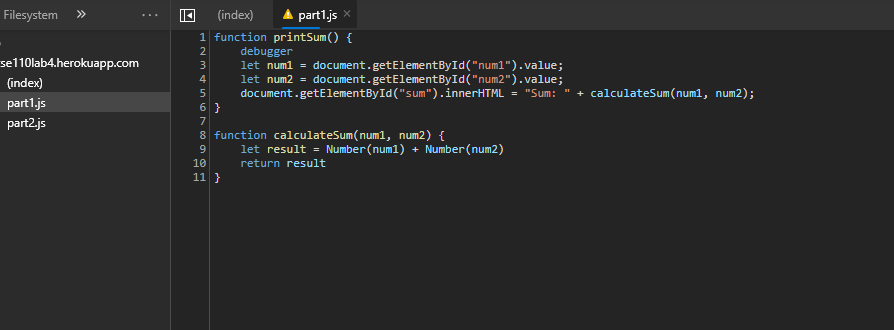 Filesystem » ···
(index) part1.js ×
se110lab4.herokuapp.com
(index)
part1.js
part2.js
1 function printSum() {
2     debugger
3     let num1 = document.getElementById("num1").value;
4     let num2 = document.getElementById("num2").value;
5     document.getElementById("sum").innerHTML = "Sum: " + calculateSum(num1, num2);
6 }
7
8 function calculateSum(num1, num2) {
9     let result = Number(num1) + Number(num2)
10     return result
11 }